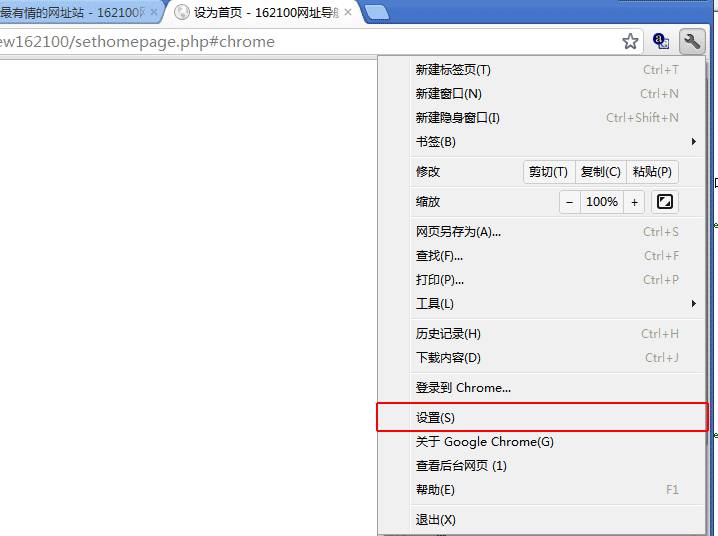 最有情的网址站 - 162100网 设为首页 - 162100网址导航
ew162100/sethomepage.php#chrome
新建标签页(T) Ctrl+T
新建窗口(N) Ctrl+N
新建隐身窗口(I) Ctrl+Shift+N
书签(B)
修改 剪切(T) 复制(C) 粘贴(P)
缩放 − 100% +
网页另存为(A)... Ctrl+S
查找(F)... Ctrl+F
打印(P)... Ctrl+P
工具(L)
历史记录(H) Ctrl+H
下载内容(D) Ctrl+J
登录到 Chrome...
设置(S)
关于 Google Chrome(G)
查看后台网页 (1)
帮助(E) F1
退出(X)